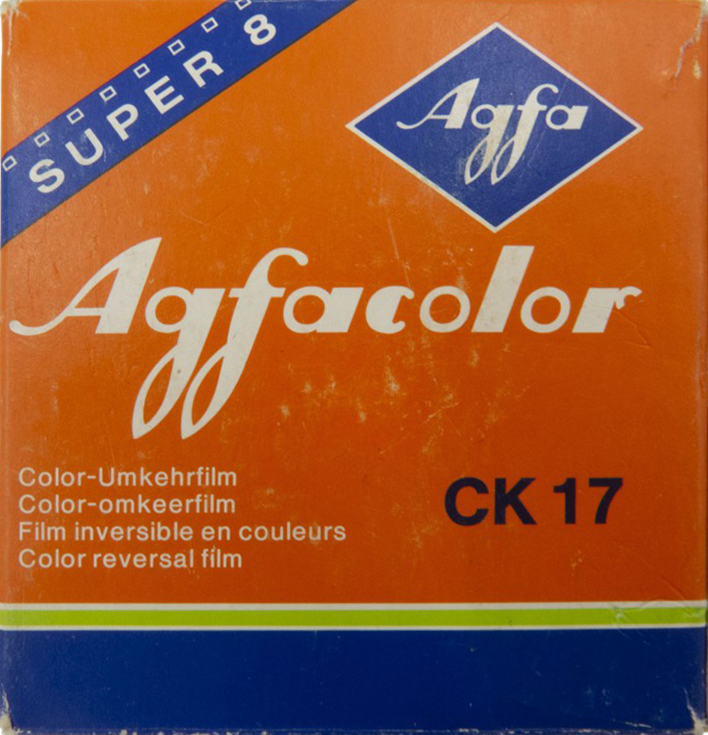 SUPER 8
Agfa
Agfacolor
Color-Umkehrfilm
Color-omkeerfilm
Film inversible en couleurs
Color reversal film
CK 17